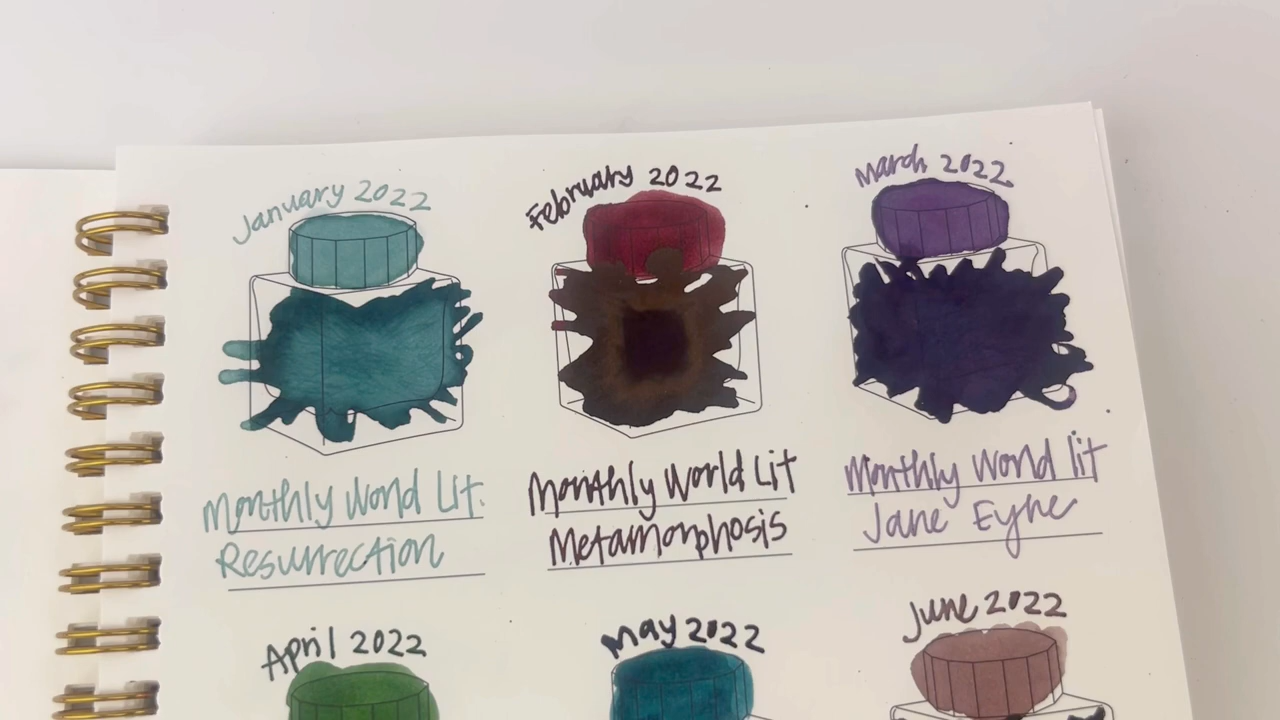 January 2022
February 2022
March 2022
Monthly World Lit.
Resurrection
Monthly World Lit
Metamorphosis
Monthly World lit
Jane Eyre
April 2022
May 2022
June 2022